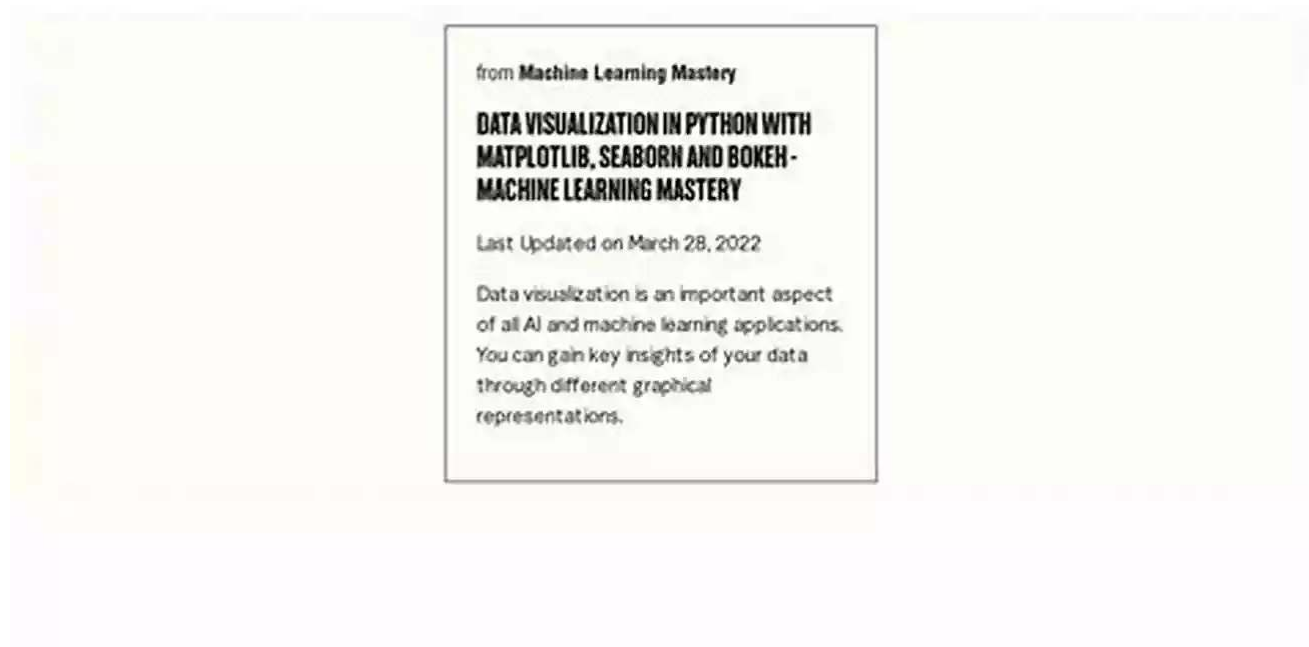 from Machine Learning Mastery
DATA VISUALIZATION IN PYTHON WITH
MATPLOTLIB, SEABORN AND BOKEH -
MACHINE LEARNING MASTERY
Last Updated on March 28, 2022
Data visualization is an important aspect
of all AI and machine learning applications.
You can gain key insights of your data
through different graphical
representations.